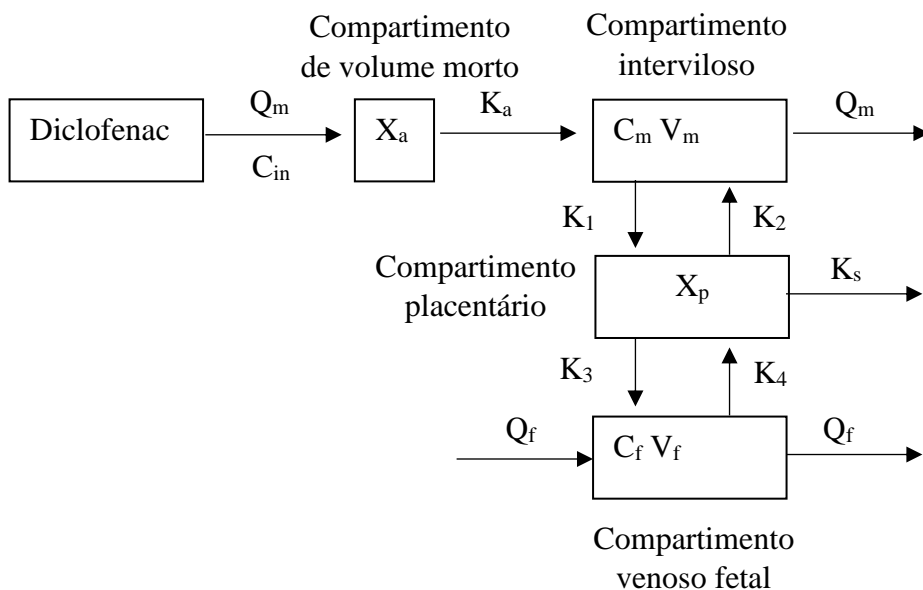 Compartimento
de volume morto
Compartimento
interviloso
Diclofenac
Qm
Cin
Xa
Ka
Cm Vm
Qm
K1
K2
Compartimento
placentário
Xp
Ks
K3
K4
Qf
Cf Vf
Qf
Compartimento
venoso fetal